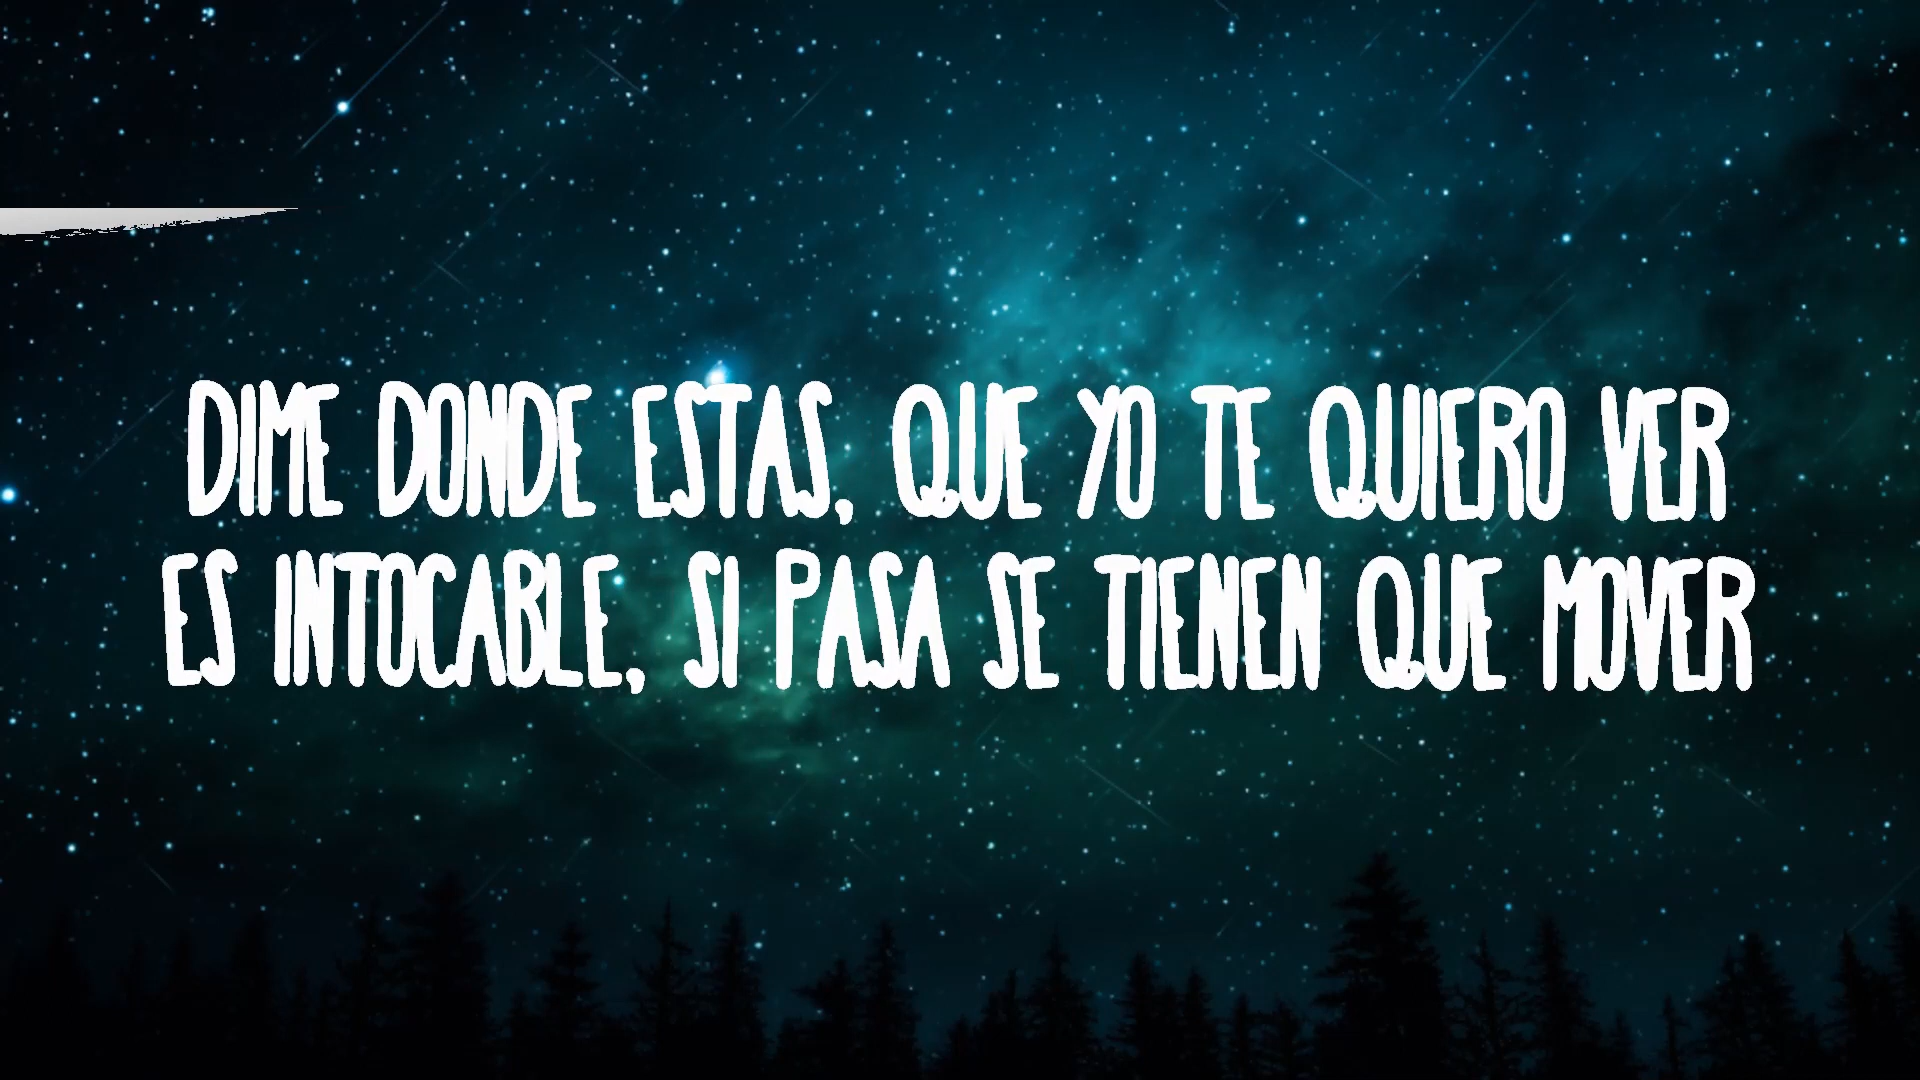 DIME DONDE ESTAS, QUE YO TE QUIERO VER
ES INTOCABLE, SI PASA SE TIENEN QUE MOVER